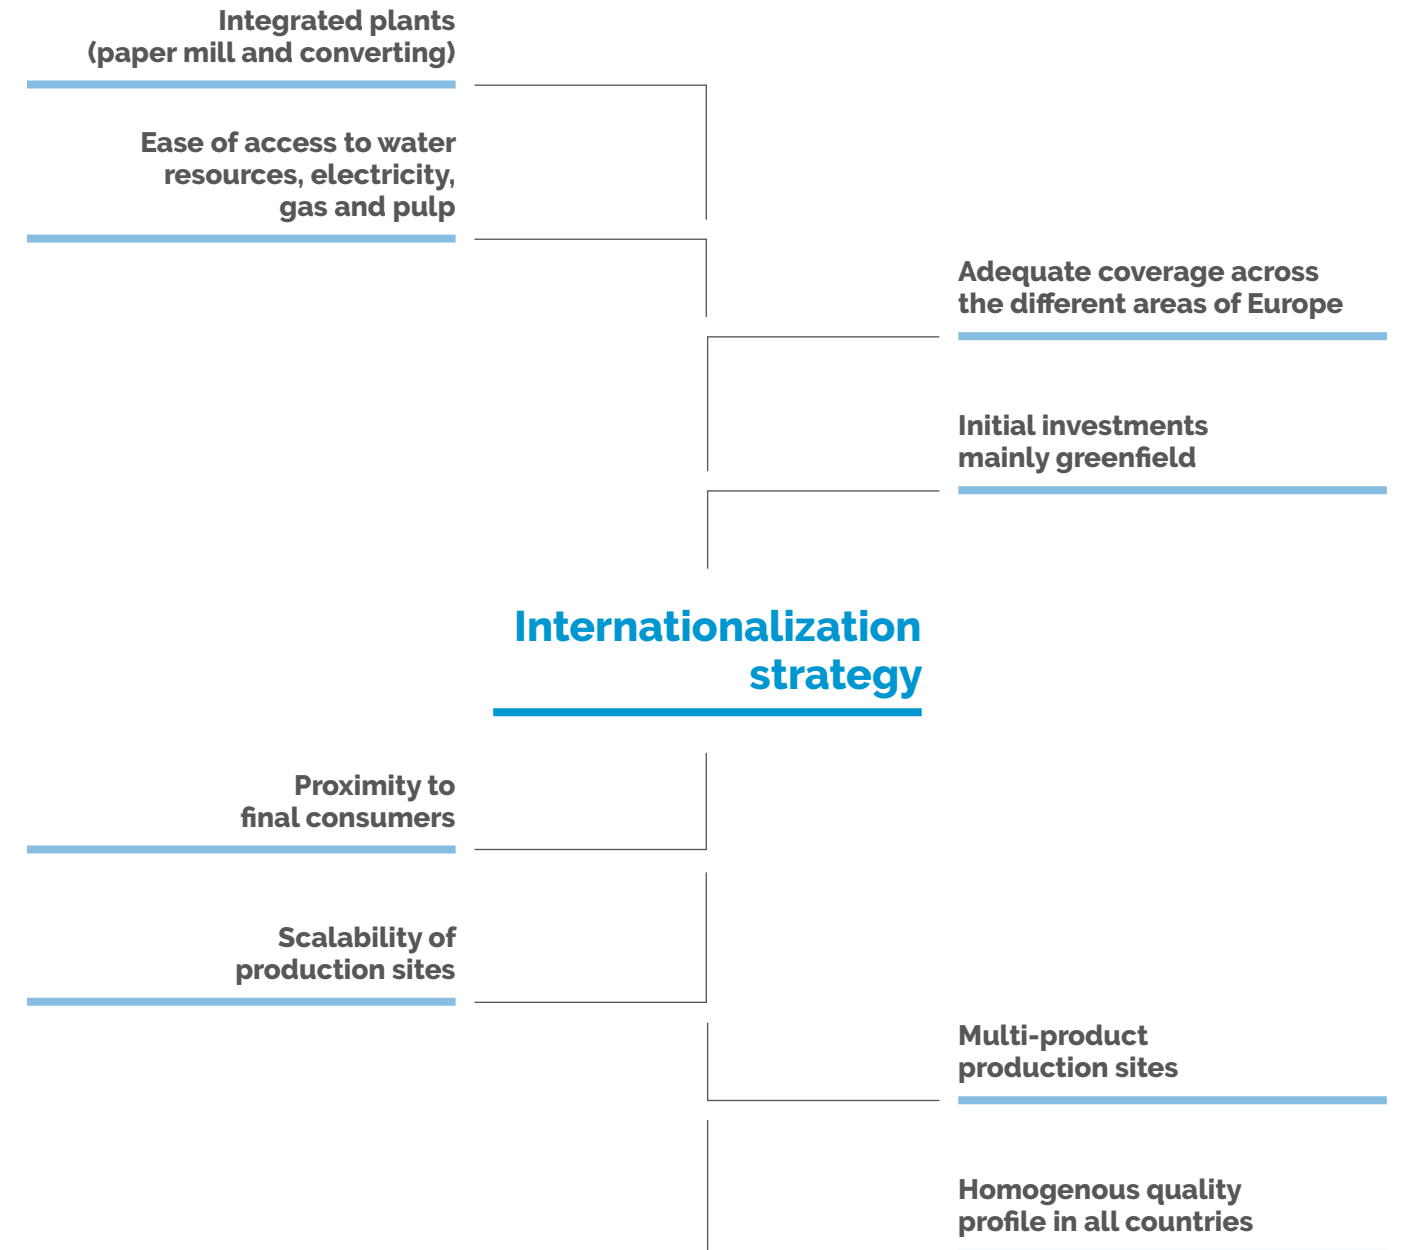 Integrated plants
(paper mill and converting)
Ease of access to water
resources, electricity,
gas and pulp
Adequate coverage across
the different areas of Europe
Initial investments
mainly greenfield
Internationalization
strategy
Proximity to
final consumers
Scalability of
production sites
Multi-product
production sites
Homogenous quality
profile in all countries